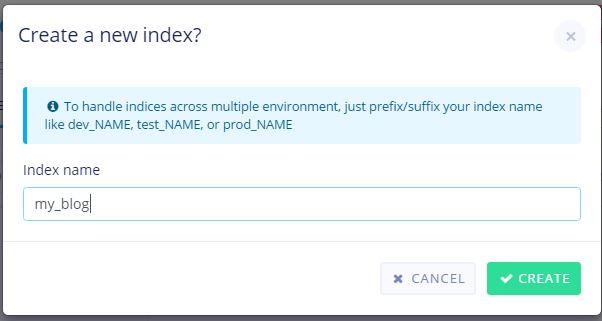 Create a new index?
To handle indices across multiple environment, just prefix/suffix your index name
like dev_NAME, test_NAME, or prod_NAME
Index name
my_blog
CANCEL
CREATE